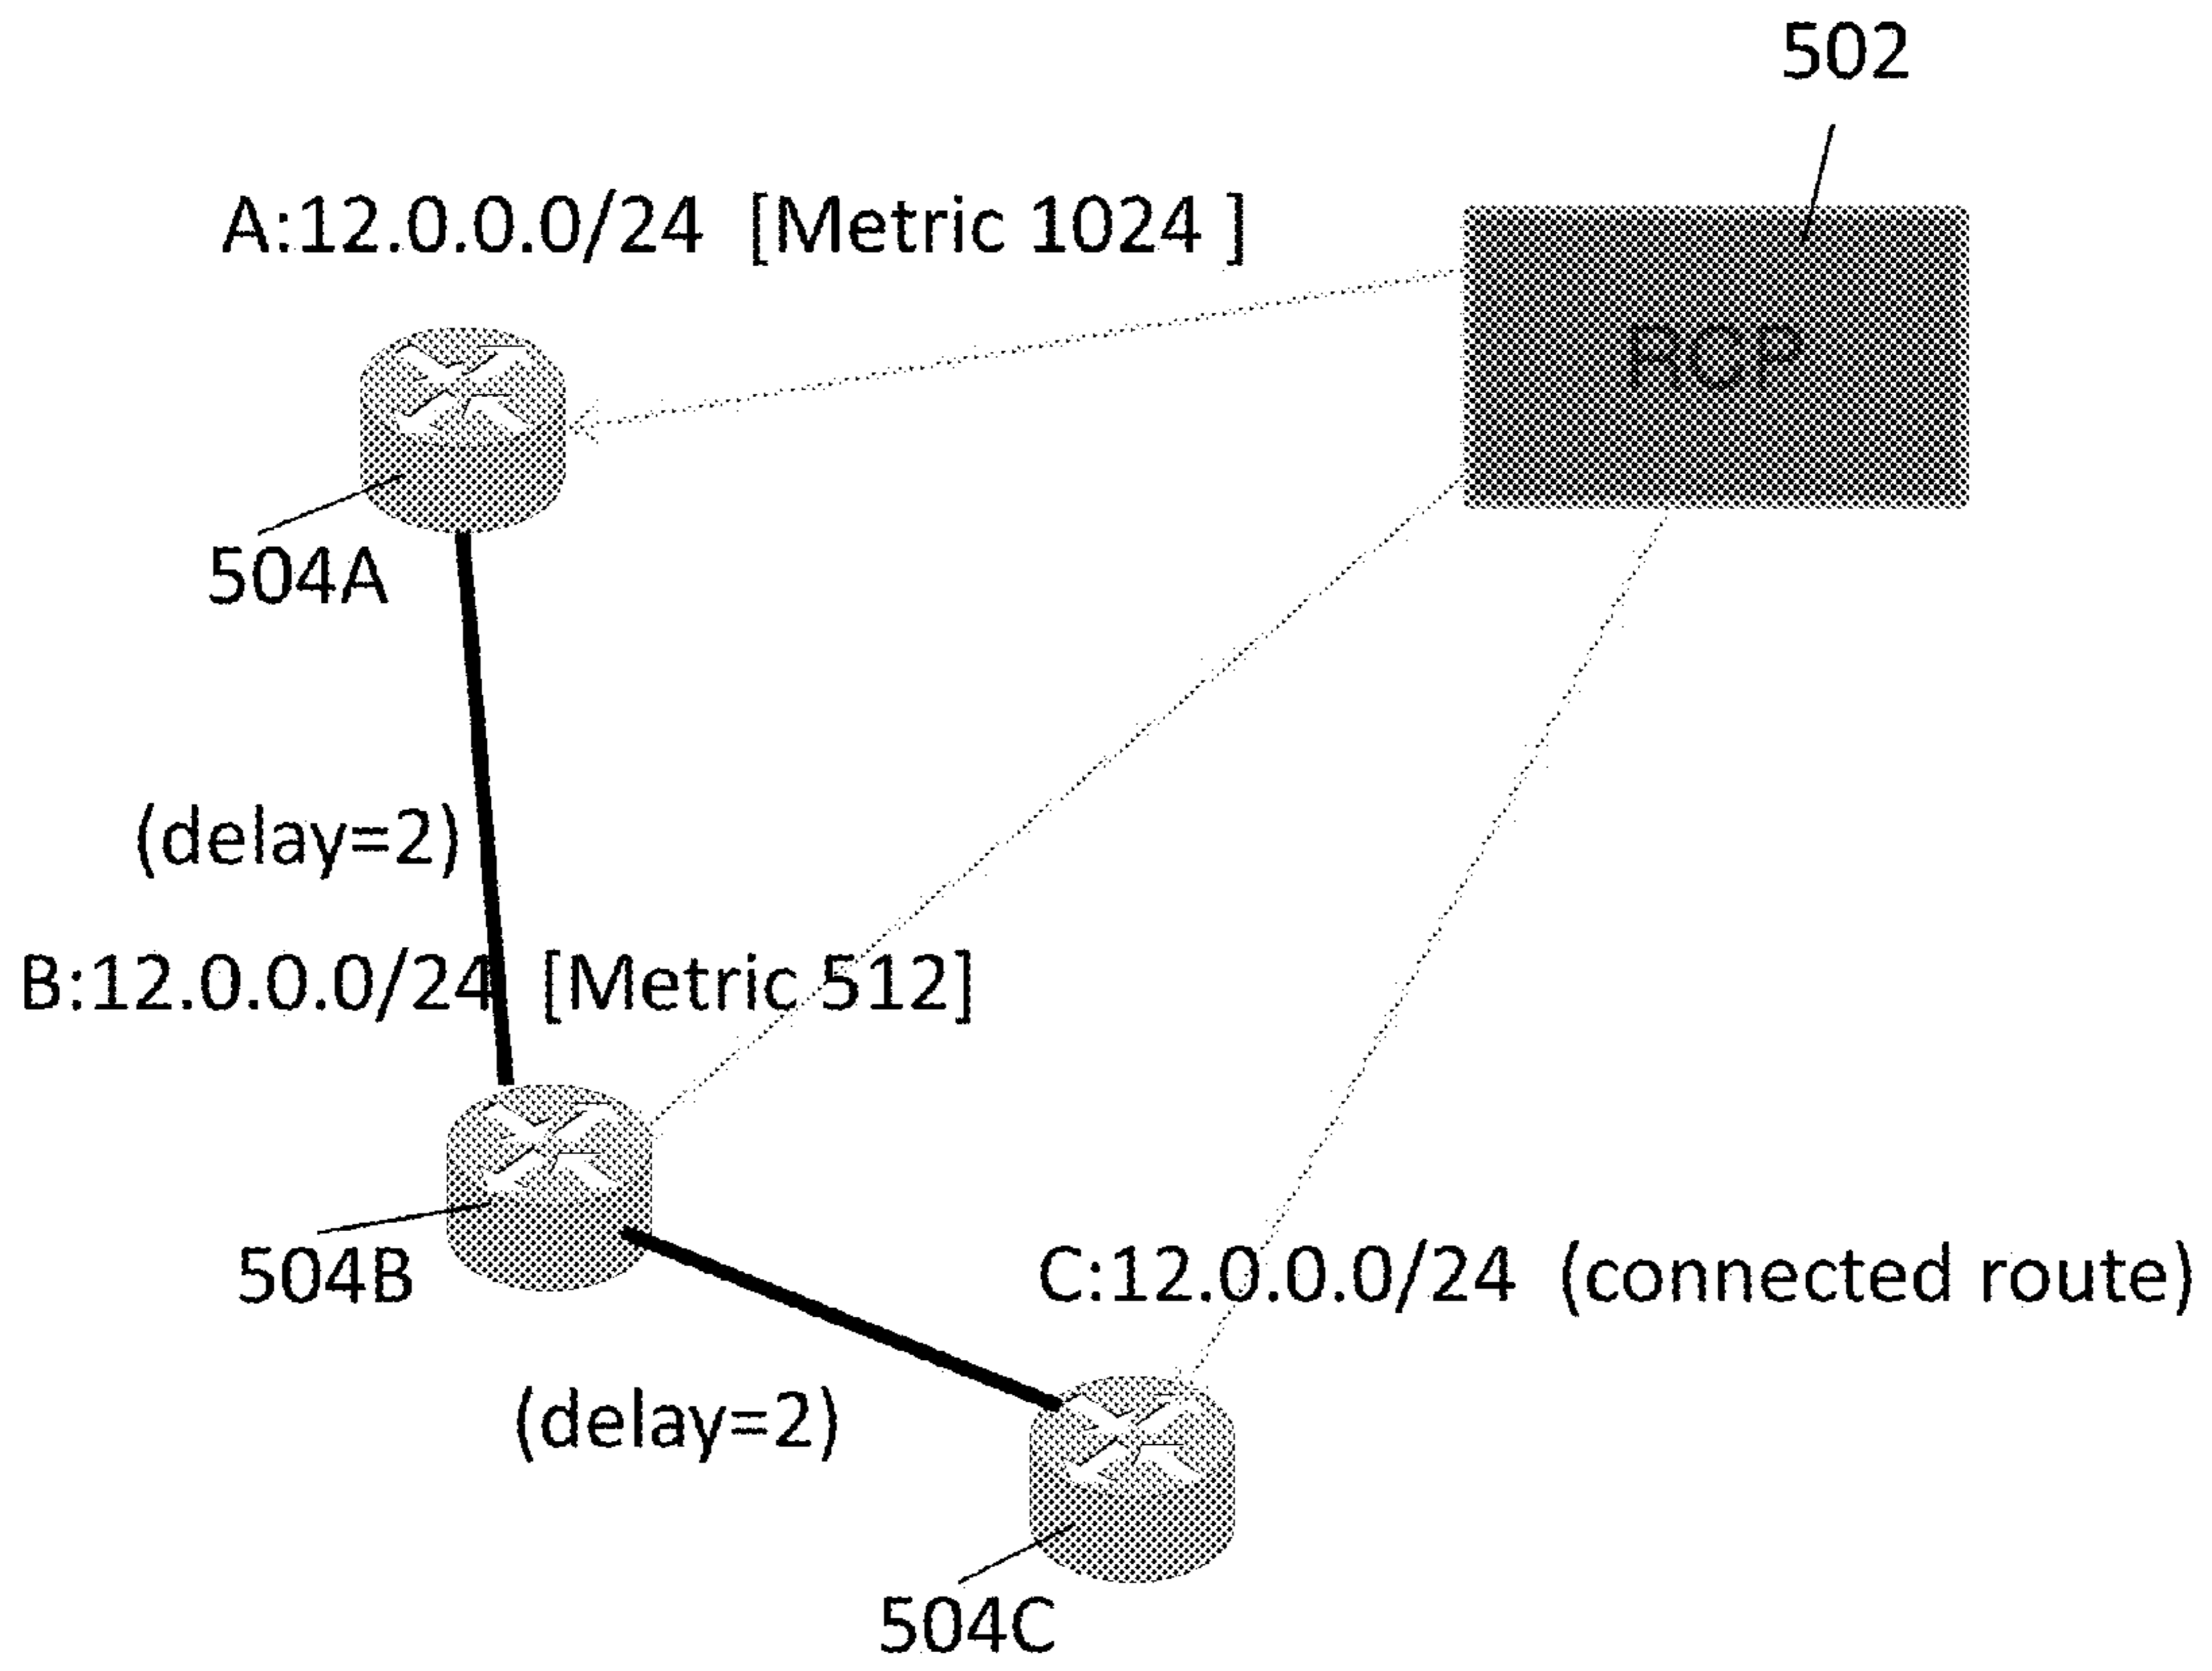 502
A:12.0.0.0/24 [Metric 1024 ]
RCP
504A
(delay=2)
B:12.0.0.0/24 [Metric 512]
504B
C:12.0.0.0/24 (connected route)
(delay=2)
504C